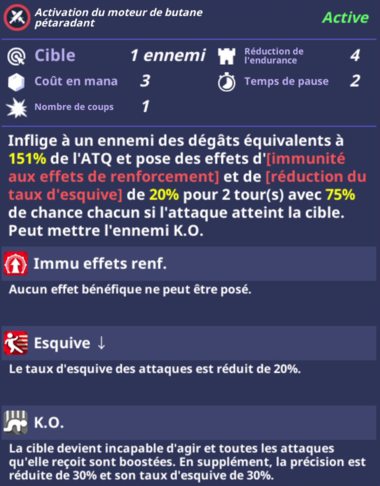 Activation du moteur de butane
pétaradant
Active
Cible 1 ennemi
Réduction de
l'endurance 4
Coût en mana 3
Temps de pause 2
Nombre de coups 1
Inflige à un ennemi des dégâts équivalents à
151% de l'ATQ et pose des effets d'[immunité
aux effets de renforcement] et de [réduction du
taux d'esquive] de 20% pour 2 tour(s) avec 75%
de chance chacun si l'attaque atteint la cible.
Peut mettre l'ennemi K.O.
Immu effets renf.
Aucun effet bénéfique ne peut être posé.
Esquive ↓
Le taux d'esquive des attaques est réduit de 20%.
K.O.
La cible devient incapable d'agir et toutes les attaques
qu'elle reçoit sont boostées. En supplément, la précision est
réduite de 30% et son taux d'esquive de 30%.